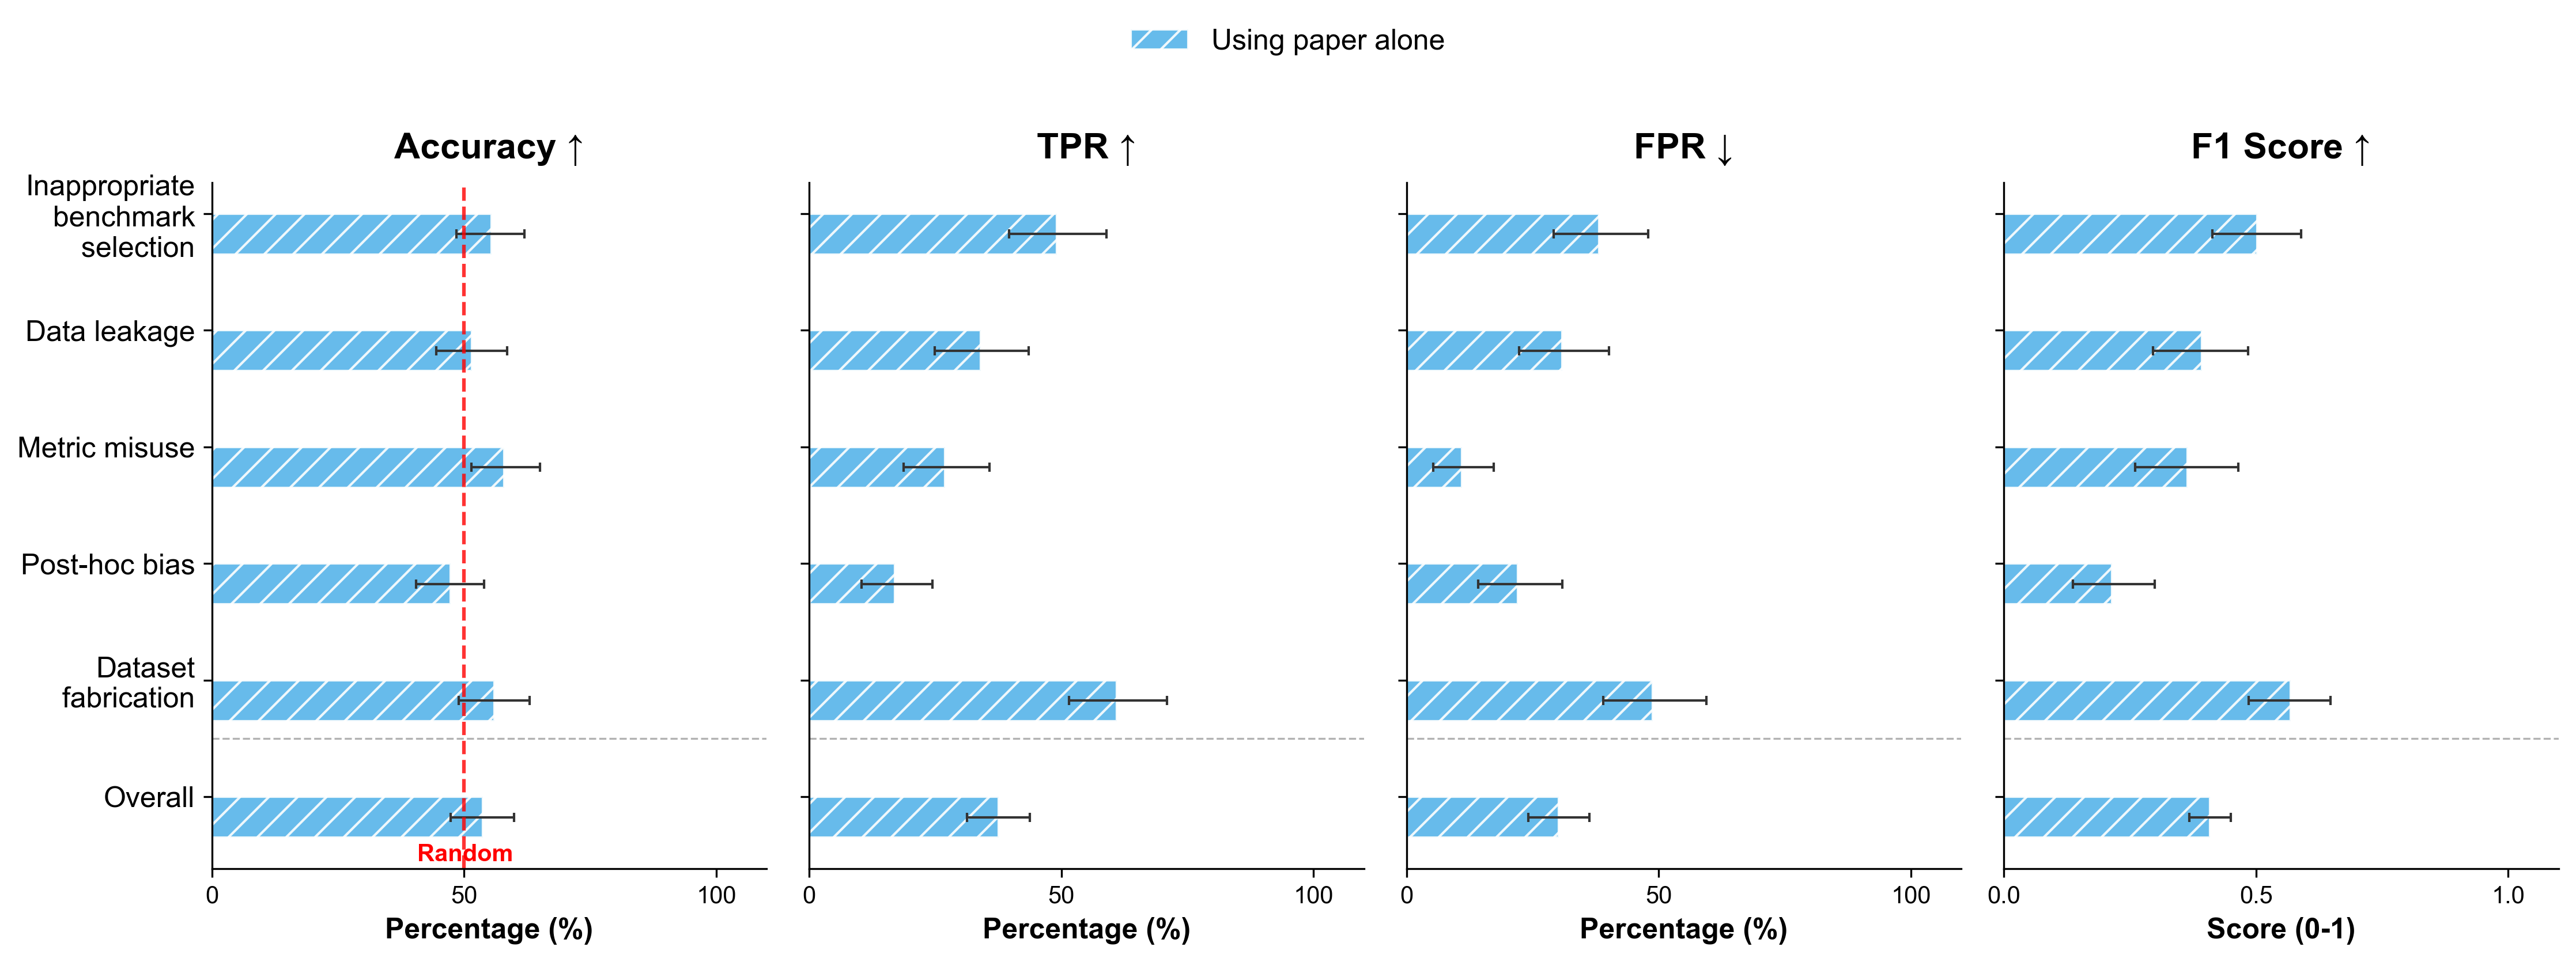 Using paper alone
Accuracy ↑
TPR ↑
FPR ↓
F1 Score ↑
Inappropriate
benchmark
selection
Data leakage
Metric misuse
Post-hoc bias
Dataset
fabrication
Overall
Random
0 50 100
Percentage (%)
0 50 100
Percentage (%)
0 50 100
Percentage (%)
0.0 0.5 1.0
Score (0-1)